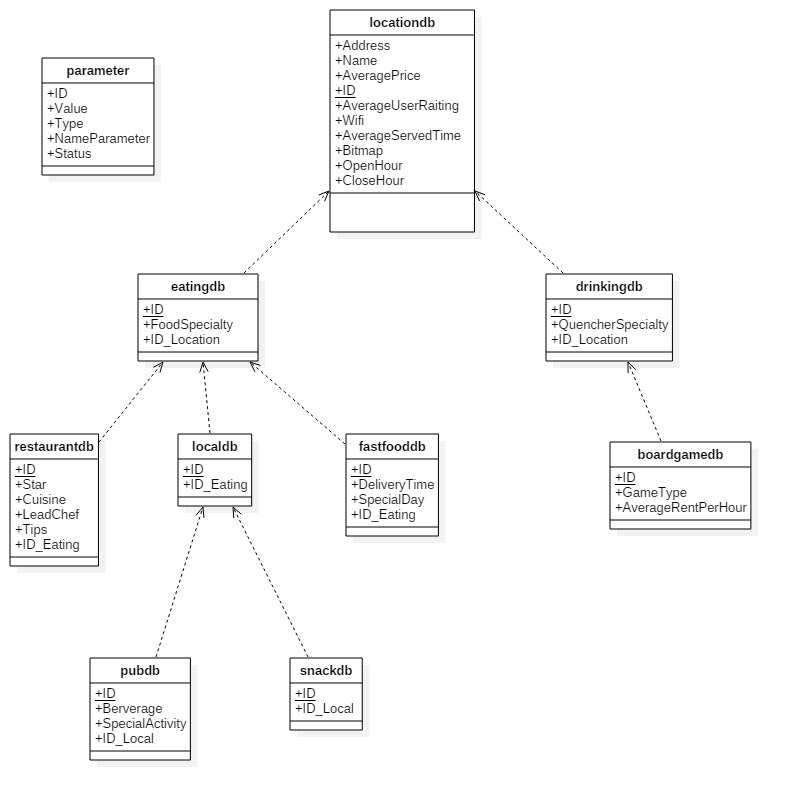 locationdb
+Address
+Name
+AveragePrice
+ID
+AverageUserRaiting
+Wifi
+AverageServedTime
+Bitmap
+OpenHour
+CloseHour
parameter
+ID
+Value
+Type
+NameParameter
+Status
eatingdb
+ID
+FoodSpecialty
+ID_Location
drinkingdb
+ID
+QuencherSpecialty
+ID_Location
restaurantdb
+ID
+Star
+Cuisine
+LeadChef
+Tips
+ID_Eating
localdb
+ID
+ID_Eating
fastfooddb
+ID
+DeliveryTime
+SpecialDay
+ID_Eating
boardgamedb
+ID
+GameType
+AverageRentPerHour
pubdb
+ID
+Berverage
+SpecialActivity
+ID_Local
snackdb
+ID
+ID_Local